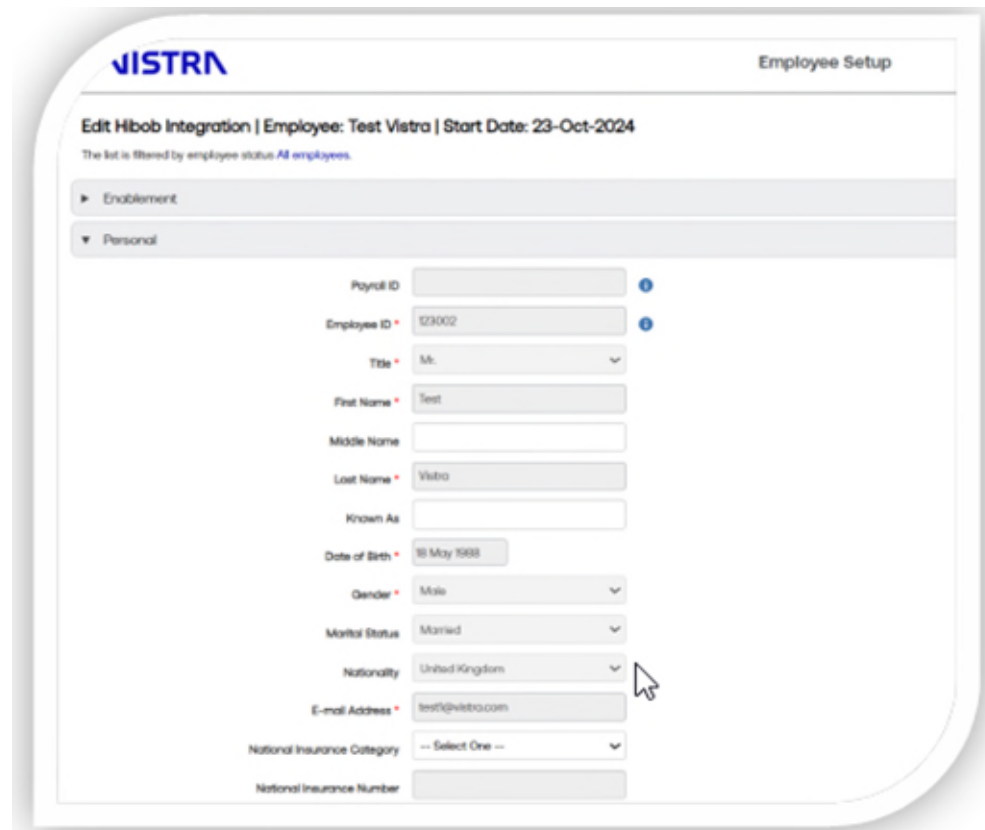 VISTRA
Employee Setup
Edit Hibob Integration | Employee: Test Vistra | Start Date: 23-Oct-2024
The list is filtered by employee status All employees.
Enablement
Personal
Payroll ID
Employee ID * 123002
Title * Mr.
First Name * Test
Middle Name
Last Name * Vistra
Known As
Date of Birth * 18 May 1988
Gender * Male
Marital Status Married
Nationality United Kingdom
E-mail Address * test1@vistra.com
National Insurance Category -- Select One --
National Insurance Number